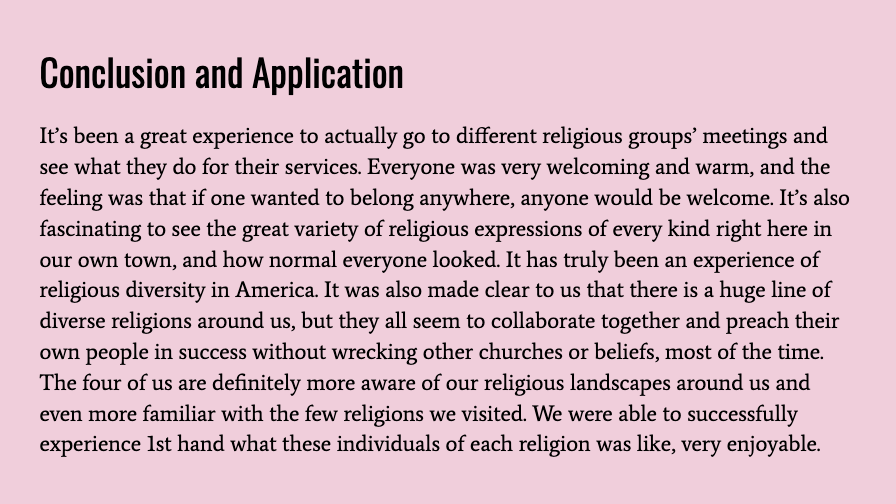 Conclusion and Application
It’s been a great experience to actually go to different religious groups’ meetings and
see what they do for their services. Everyone was very welcoming and warm, and the
feeling was that if one wanted to belong anywhere, anyone would be welcome. It’s also
fascinating to see the great variety of religious expressions of every kind right here in
our own town, and how normal everyone looked. It has truly been an experience of
religious diversity in America. It was also made clear to us that there is a huge line of
diverse religions around us, but they all seem to collaborate together and preach their
own people in success without wrecking other churches or beliefs, most of the time.
The four of us are definitely more aware of our religious landscapes around us and
even more familiar with the few religions we visited. We were able to successfully
experience 1st hand what these individuals of each religion was like, very enjoyable.